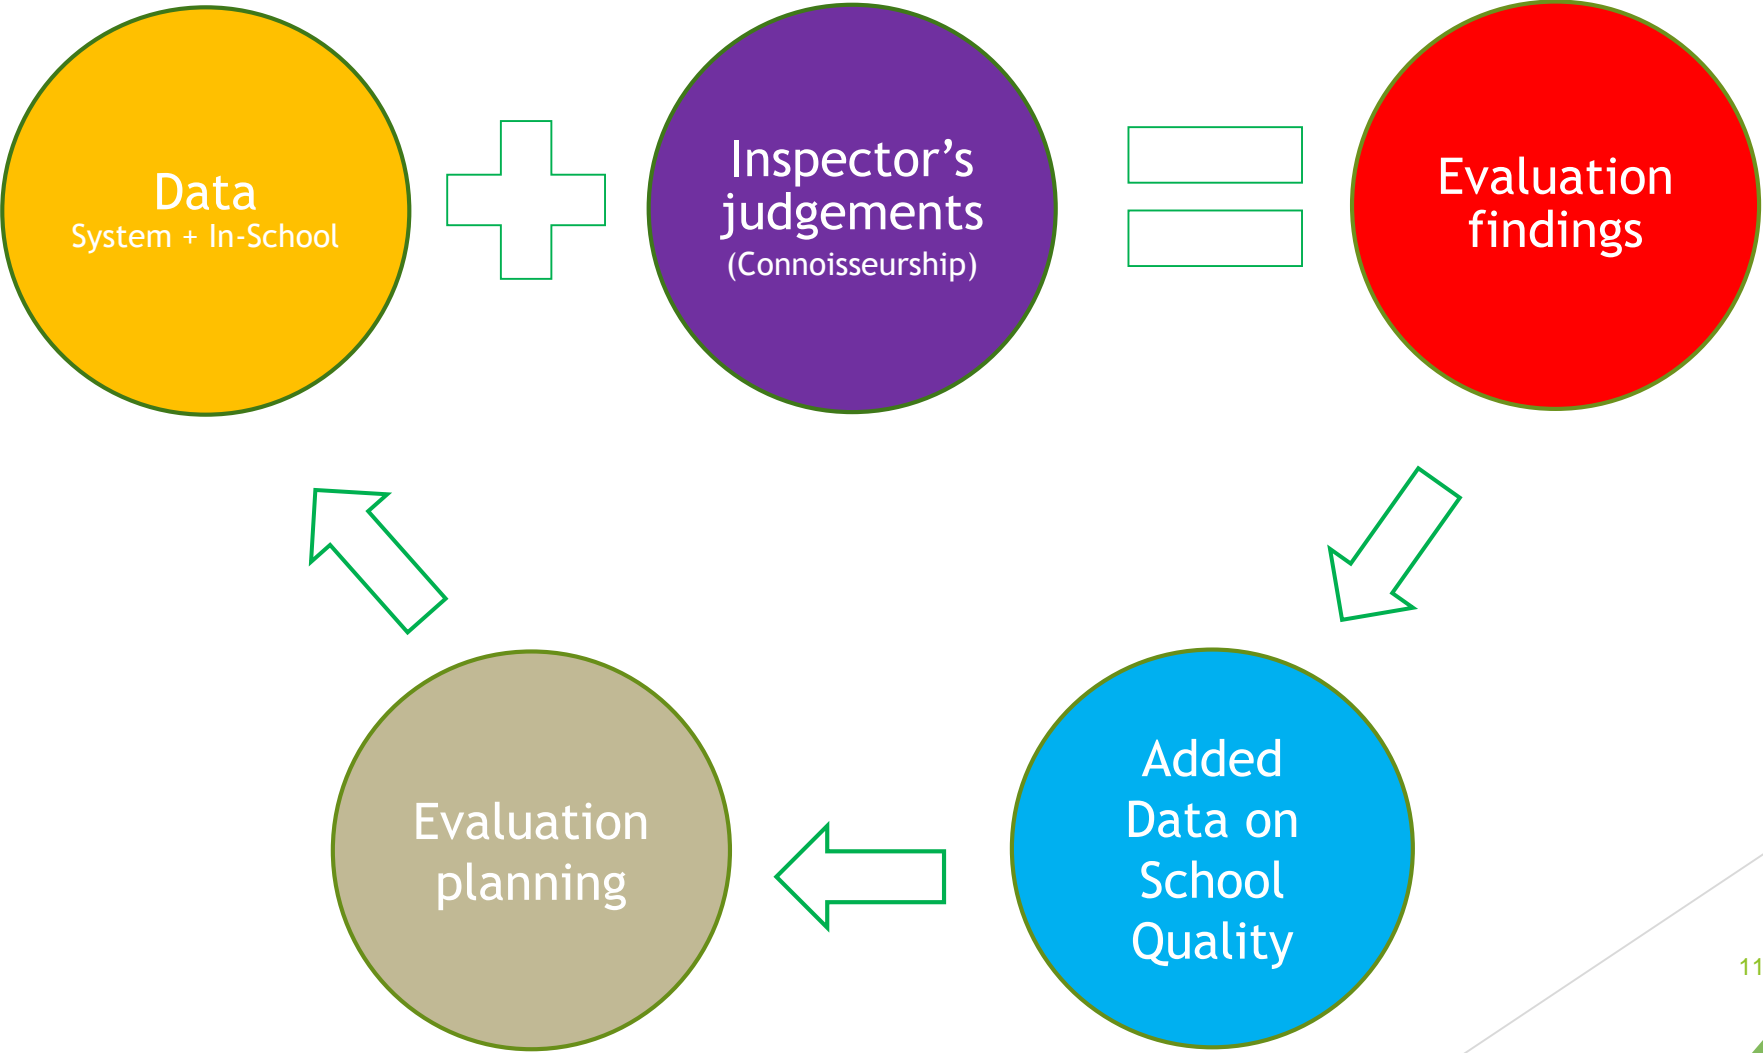 Data
System + In-School
Inspector’s
judgements
(Connoisseurship)
Evaluation
findings
Added
Data on
School
Quality
Evaluation
planning
11